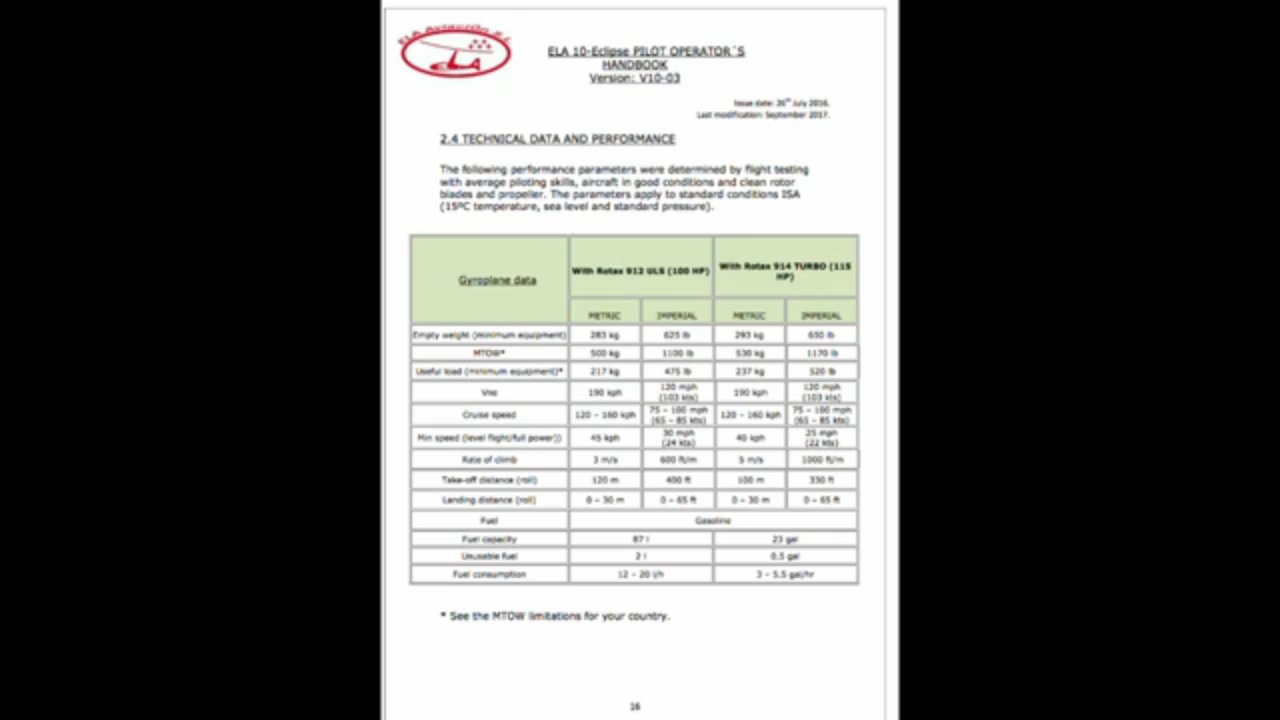 ELA Aviación S.L.
ELA 10-Eclipse PILOT OPERATOR´S
HANDBOOK
Version: V10-03
Issue date: 26th July 2016.
Last modification: September 2017.
2.4 TECHNICAL DATA AND PERFORMANCE
The following performance parameters were determined by flight testing
with average piloting skills, aircraft in good conditions and clean rotor
blades and propeller. The parameters apply to standard conditions ISA
(15ºC temperature, sea level and standard pressure).
Gyroplane data With Rotax 912 ULS (100 HP) With Rotax 914 TURBO (115
HP)
METRIC IMPERIAL METRIC IMPERIAL
Empty weight (minimum equipment) 283 kg 625 lb 293 kg 650 lb
MTOW* 500 kg 1100 lb 530 kg 1170 lb
Useful load (minimum equipment)* 217 kg 475 lb 237 kg 520 lb
Vne 190 kph 120 mph 190 kph 120 mph
(103 kts) (103 kts)
Cruise speed 120 – 160 kph 75 – 100 mph 120 – 160 kph 75 – 100 mph
(65 – 85 kts) (65 – 85 kts)
Min speed (level flight/full power)) 45 kph 30 mph 40 kph 25 mph
(24 kts) (22 kts)
Rate of climb 3 m/s 600 ft/m 5 m/s 1000 ft/m
Take-off distance (roll) 120 m 400 ft 100 m 330 ft
Landing distance (roll) 0 – 30 m 0 – 65 ft 0 – 30 m 0 – 65 ft
Fuel Gasoline
Fuel capacity 87 l 23 gal
Unusable fuel 2 l 0.5 gal
Fuel consumption 12 – 20 l/h 3 – 5.5 gal/hr
* See the MTOW limitations for your country.
16